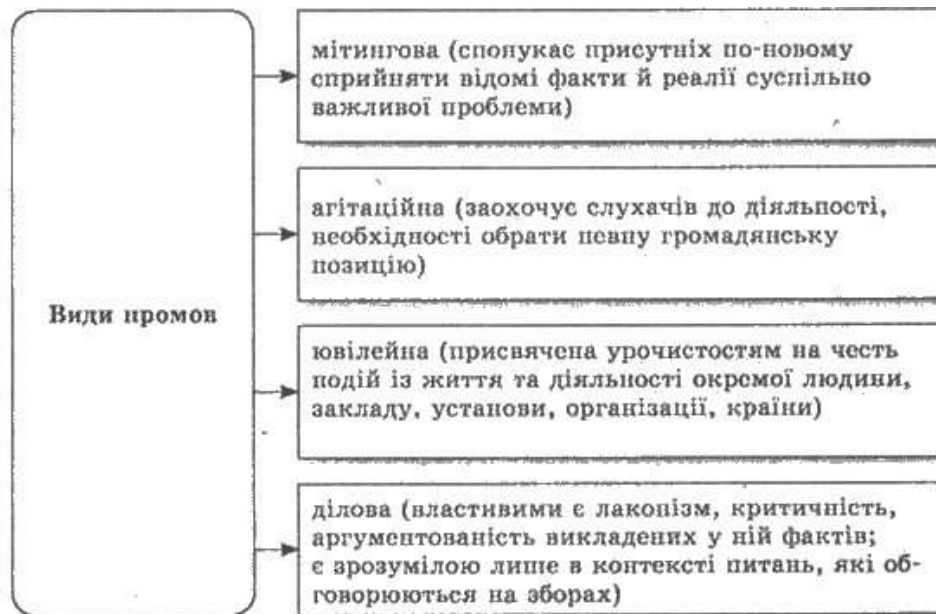 Види промов
мітингова (спонукає присутніх по-новому
сприйняти відомі факти й реалії суспільно
важливої проблеми)
агітаційна (заохочує слухачів до діяльності,
необхідності обрати певну громадянську
позицію)
ювілейна (присвячена урочистостям на честь
подій із життя та діяльності окремої людини,
закладу, установи, організації, країни)
ділова (властивими є лаконізм, критичність,
аргументованість викладених у ній фактів;
є зрозумілою лише в контексті питань, які об-
говорюються на зборах)